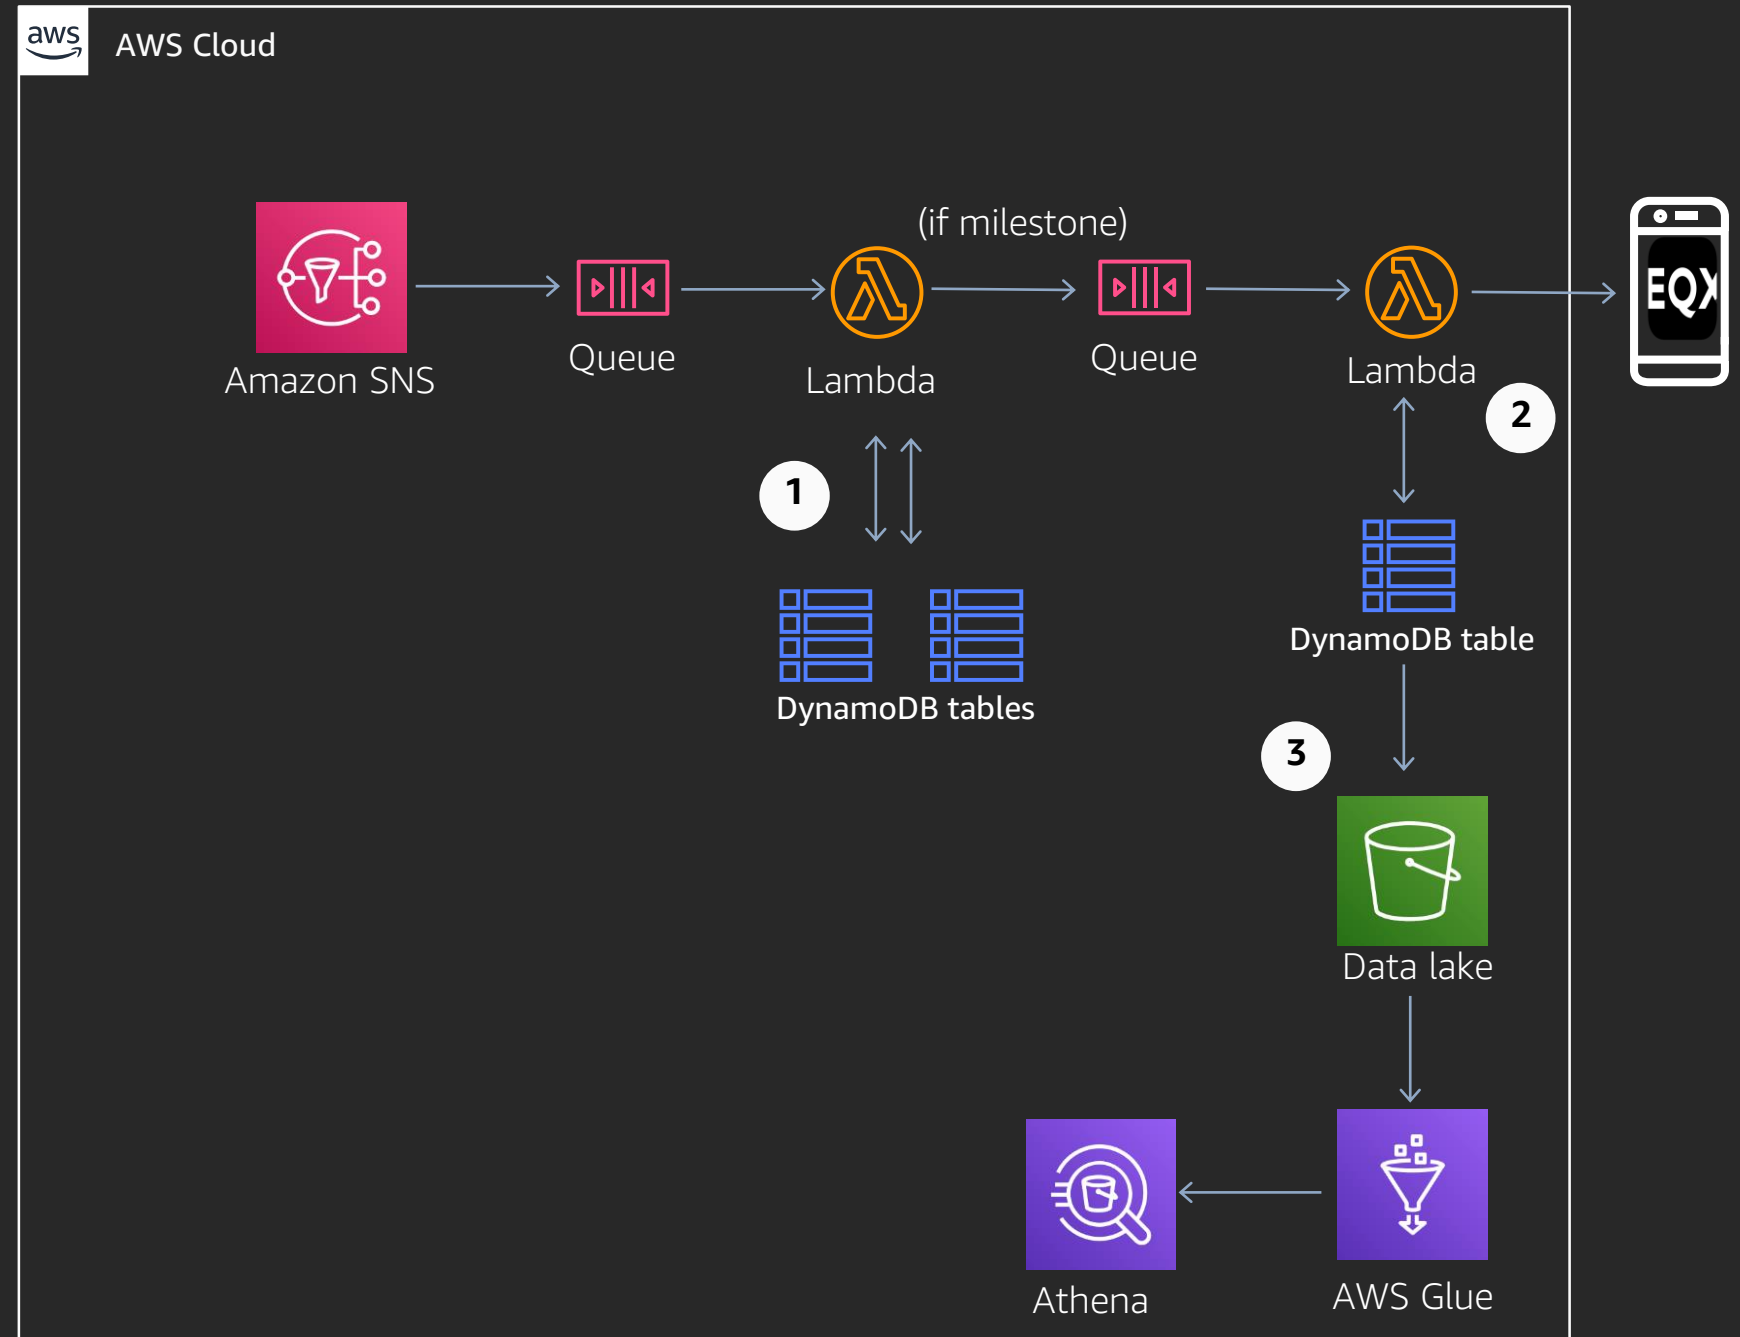 aws
AWS Cloud
(if milestone)
EQX
Amazon SNS
Queue
Lambda
Queue
Lambda
2
1
DynamoDB table
DynamoDB tables
3
Data lake
Athena
AWS Glue